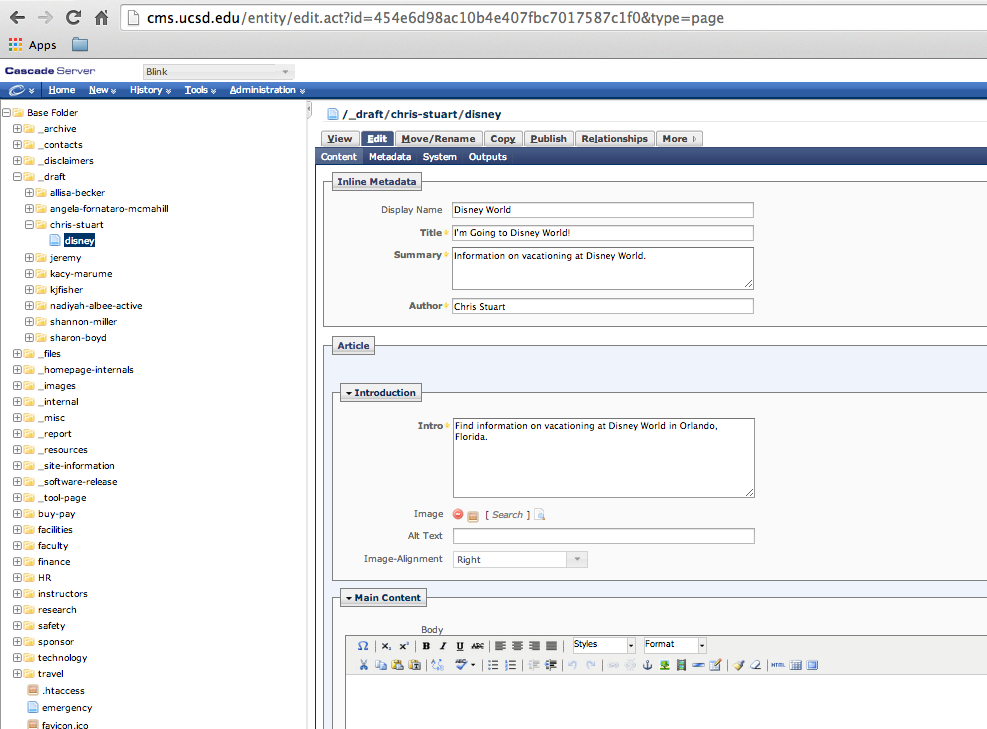 cms.ucsd.edu/entity/edit.act?id=454e6d98ac10b4e407fbc7017587c1f0&type=page
Apps
Cascade Server
Blink
Home New History Tools Administration
Base Folder
_archive
_contacts
_disclaimers
_draft
allisa-becker
angela-fornataro-mcmahill
chris-stuart
disney
jeremy
kacy-marume
kjfisher
nadiyah-albee-active
shannon-miller
sharon-boyd
_files
_homepage-internals
_images
_internal
_misc
_report
_resources
_site-information
_software-release
_tool-page
buy-pay
facilities
faculty
finance
HR
instructors
research
safety
sponsor
technology
travel
.htaccess
emergency
favicon.ico
/_draft/chris-stuart/disney
View Edit Move/Rename Copy Publish Relationships More
Content Metadata System Outputs
Inline Metadata
Display Name Disney World
Title* I'm Going to Disney World!
Summary* Information on vacationing at Disney World.
Author* Chris Stuart
Article
Introduction
Intro* Find information on vacationing at Disney World in Orlando,
Florida.
Image [ Search ]
Alt Text
Image-Alignment Right
Main Content
Body
Ω X₂ X² B I U ABC Styles Format
HTML